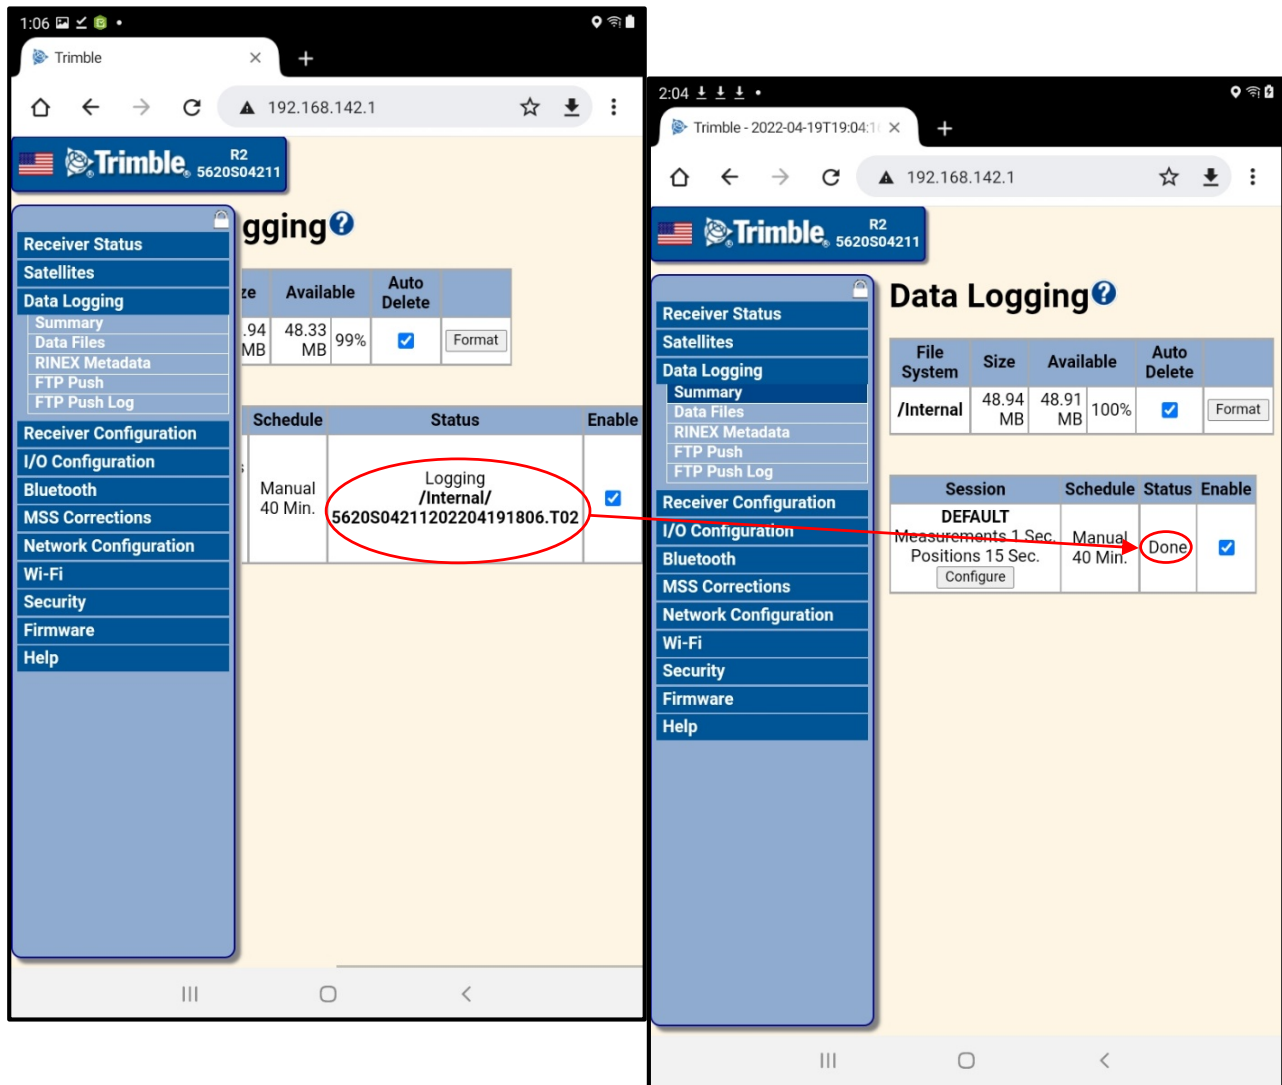 1:06
Trimble
192.168.142.1
Trimble® R2
5620S04211
Receiver Status
Satellites
Data Logging
Summary
Data Files
RINEX Metadata
FTP Push
FTP Push Log
Receiver Configuration
I/O Configuration
Bluetooth
MSS Corrections
Network Configuration
Wi-Fi
Security
Firmware
Help
gging
ze Available Auto Delete
.94 MB 48.33 MB 99% Format
Schedule Status Enable
s
Manual
40 Min.
Logging
/Internal/
5620S04211202204191806.T02
2:04
Trimble - 2022-04-19T19:04:1
192.168.142.1
Trimble® R2
5620S04211
Receiver Status
Satellites
Data Logging
Summary
Data Files
RINEX Metadata
FTP Push
FTP Push Log
Receiver Configuration
I/O Configuration
Bluetooth
MSS Corrections
Network Configuration
Wi-Fi
Security
Firmware
Help
Data Logging
File System Size Available Auto Delete
/Internal 48.94 MB 48.91 MB 100% Format
Session Schedule Status Enable
DEFAULT
Measurements 1 Sec.
Positions 15 Sec.
Configure
Manual
40 Min.
Done